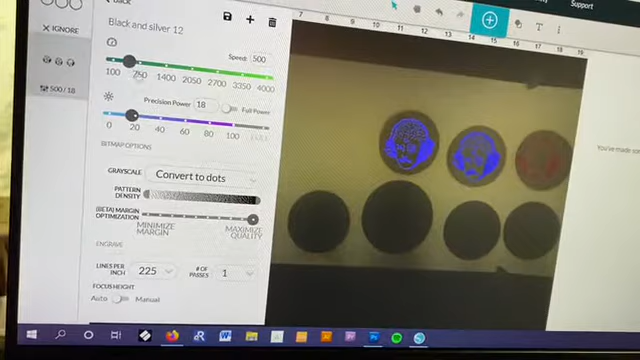 Back
Support
Black and silver 12
7 8 9 10 11 12 13 14 15 16 17 18 19
IGNORE
Speed: 500
100 750 1400 2050 2700 3350 4000
500 / 18
Precision Power 18 Full Power
0 20 40 60 80 100 FULL
BITMAP OPTIONS
GRAYSCALE Convert to dots
PATTERN
DENSITY
(BETA) MARGIN
OPTIMIZATION
MINIMIZE
MARGIN
MAXIMIZE
QUALITY
ENGRAVE
LINES PER
INCH
225
# OF
PASSES
1
FOCUS HEIGHT
Auto Manual
You've made som